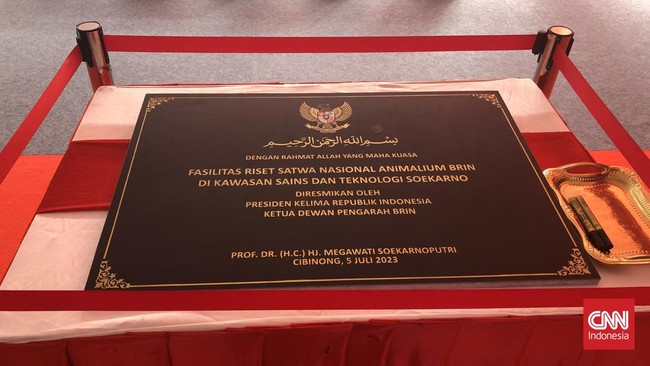 بسم الله الرحمن الرحيم
DENGAN RAHMAT ALLAH YANG MAHA KUASA
FASILITAS RISET SATWA NASIONAL ANIMALIUM BRIN
DI KAWASAN SAINS DAN TEKNOLOGI SOEKARNO
DIRESMIKAN OLEH
PRESIDEN KELIMA REPUBLIK INDONESIA
KETUA DEWAN PENGARAH BRIN
PROF. DR. (H.C.) HJ. MEGAWATI SOEKARNOPUTRI
CIBINONG, 5 JULI 2023
CNN
Indonesia